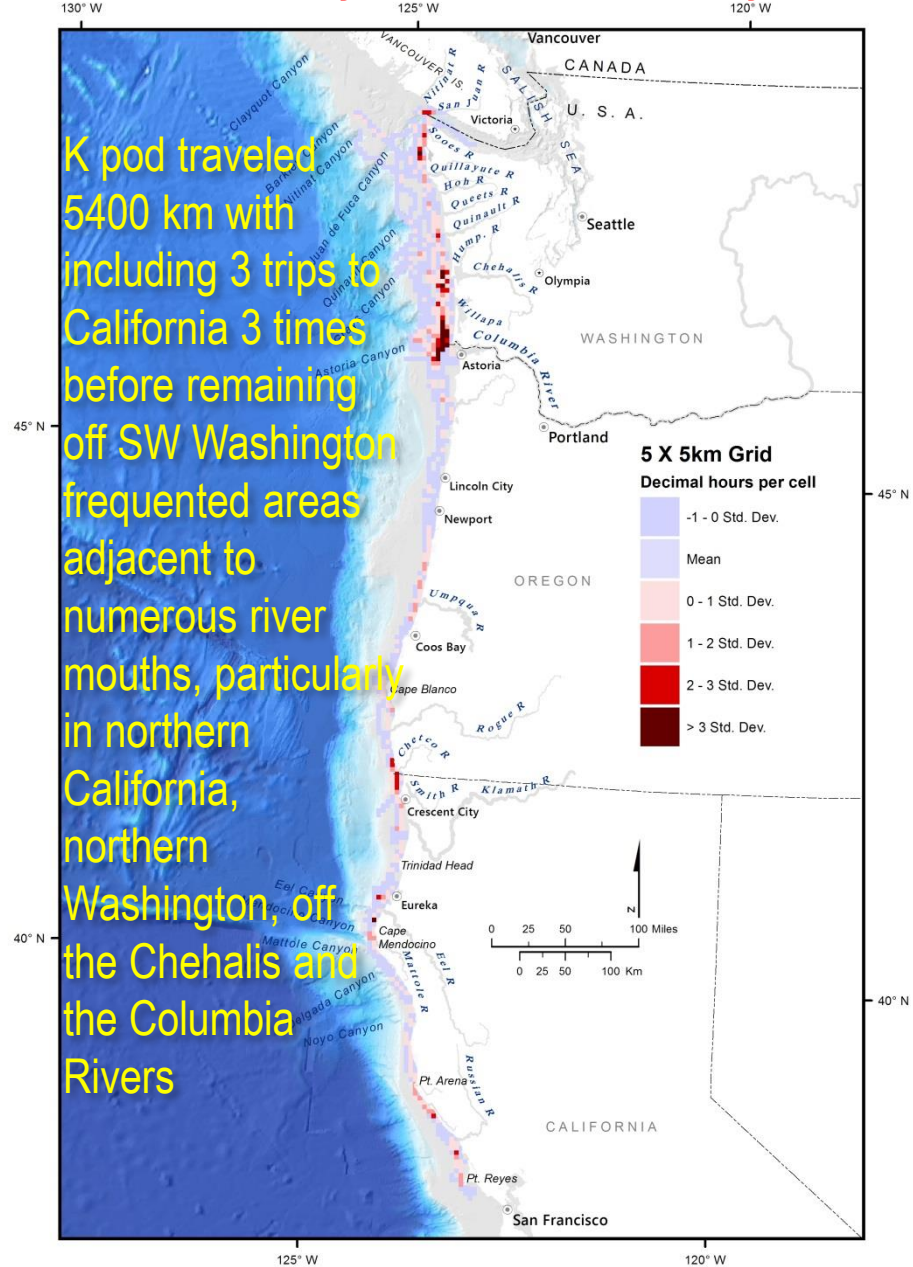 130° W
125° W
120° W
Vancouver
CANADA
VANCOUVER IS.
U. S. A.
SALISH SEA
Nitinat R
San Juan R
Victoria
Clayquot Canyon
Nitinat Canyon
Juan de Fuca Canyon
Astoria Canyon
Sooes R
Quillayute R
Hoh R
Queets R
Quinault R
Hump. R
Chehalis R
Willapa
Columbia River
Seattle
Olympia
WASHINGTON
Astoria
Portland
K pod traveled
5400 km with
including 3 trips to
California 3 times
before remaining
off SW Washington
frequented areas
adjacent to
numerous river
mouths, particularly
in northern
California,
northern
Washington, off
the Chehalis and
the Columbia
Rivers
45° N
45° N
5 X 5km Grid
Decimal hours per cell
-1 - 0 Std. Dev.
Mean
0 - 1 Std. Dev.
1 - 2 Std. Dev.
2 - 3 Std. Dev.
> 3 Std. Dev.
Lincoln City
Newport
OREGON
Umpqua R
Coos Bay
Cape Blanco
Rogue R
Chetco R
Smith R
Klamath R
Crescent City
Trinidad Head
Eureka
Cape
Mendocino
Mattole Canyon
Noyo Canyon
Mattole R
Eel R
Russian R
N
0 25 50 100 Miles
0 25 50 100 Km
40° N
40° N
Pt. Arena
CALIFORNIA
Pt. Reyes
San Francisco
125° W
120° W